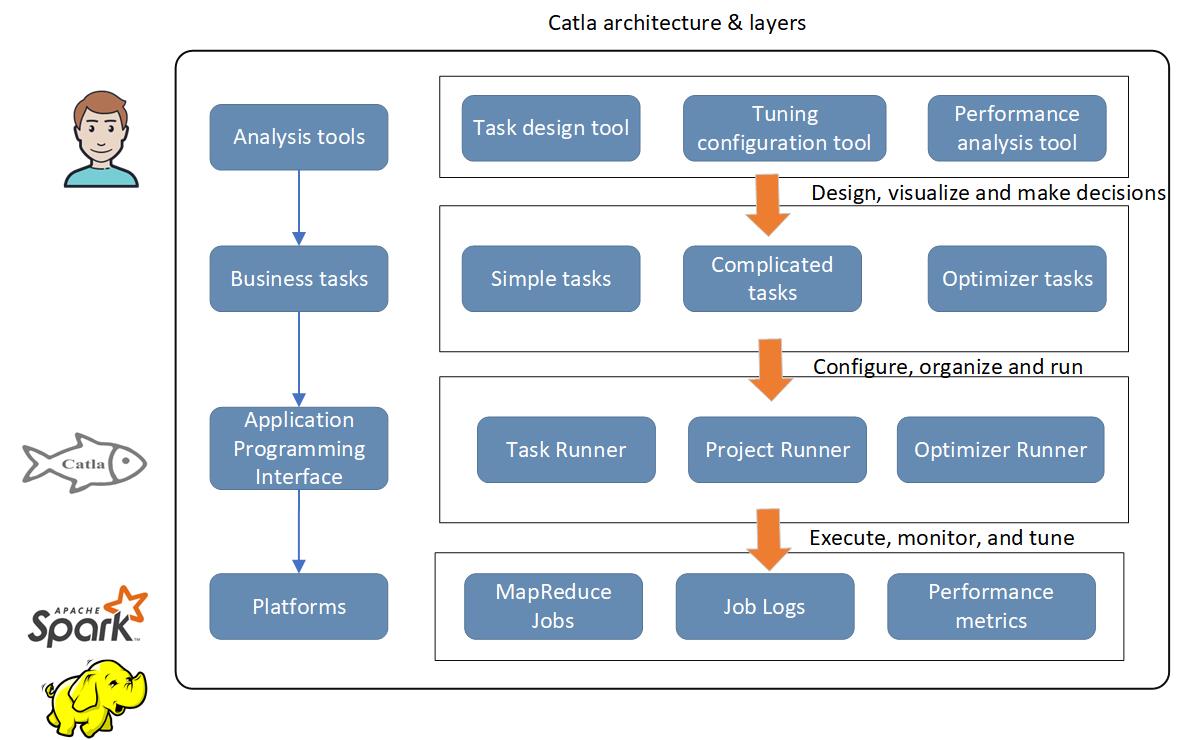 Catla architecture & layers
Analysis tools
Task design tool
Tuning
configuration tool
Performance
analysis tool
Design, visualize and make decisions
Business tasks
Simple tasks
Complicated
tasks
Optimizer tasks
Configure, organize and run
Application
Programming
Interface
Catla
Task Runner
Project Runner
Optimizer Runner
Execute, monitor, and tune
Platforms
MapReduce
Jobs
Job Logs
Performance
metrics
APACHE
Spark™